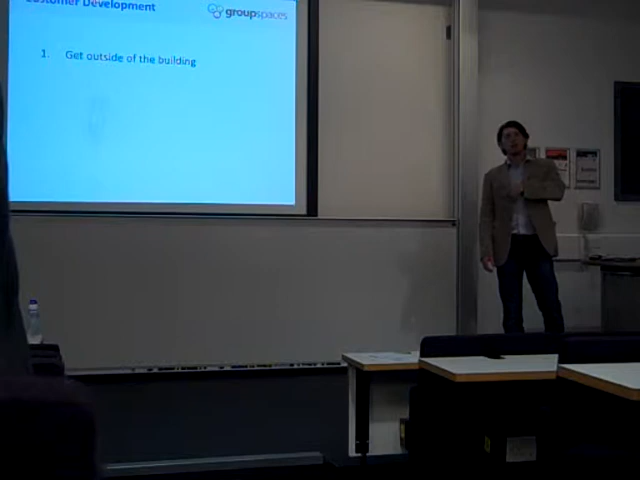 Customer Development
groupspaces
1. Get outside of the building